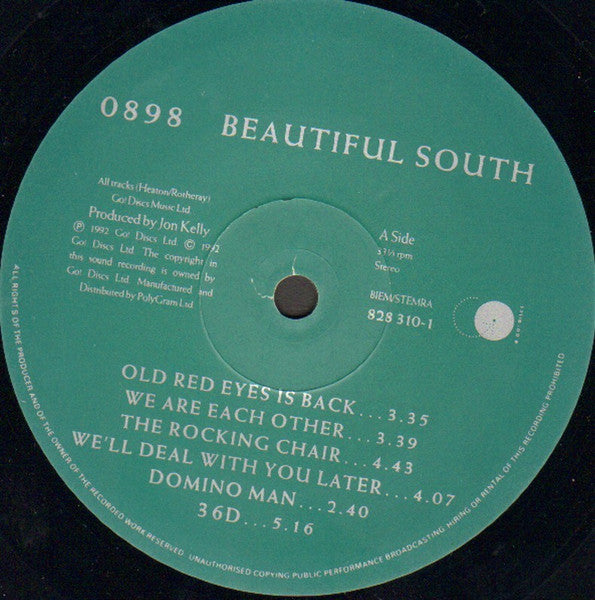 0898 BEAUTIFUL SOUTH
All tracks (Heaton/Rotheray)
Go! Discs Music Ltd
Produced by Jon Kelly
℗ 1992 Go! Discs Ltd © 1992
Go! Discs Ltd The copyright in
this sound recording is owned by
Go! Discs Ltd Manufactured and
Distributed by PolyGram Ltd
A Side
33⅓ rpm
Stereo
BIEM/STEMRA
828 310-1
OLD RED EYES IS BACK...3.35
WE ARE EACH OTHER...3.39
THE ROCKING CHAIR...4.43
WE'LL DEAL WITH YOU LATER...4.07
DOMINO MAN...2.40
36D...5.16
ALL RIGHTS OF THE PRODUCER AND OF THE OWNER OF THE RECORDED WORK RESERVED. UNAUTHORISED COPYING PUBLIC PERFORMANCE BROADCASTING HIRING OR RENTAL OF THIS RECORDING PROHIBITED